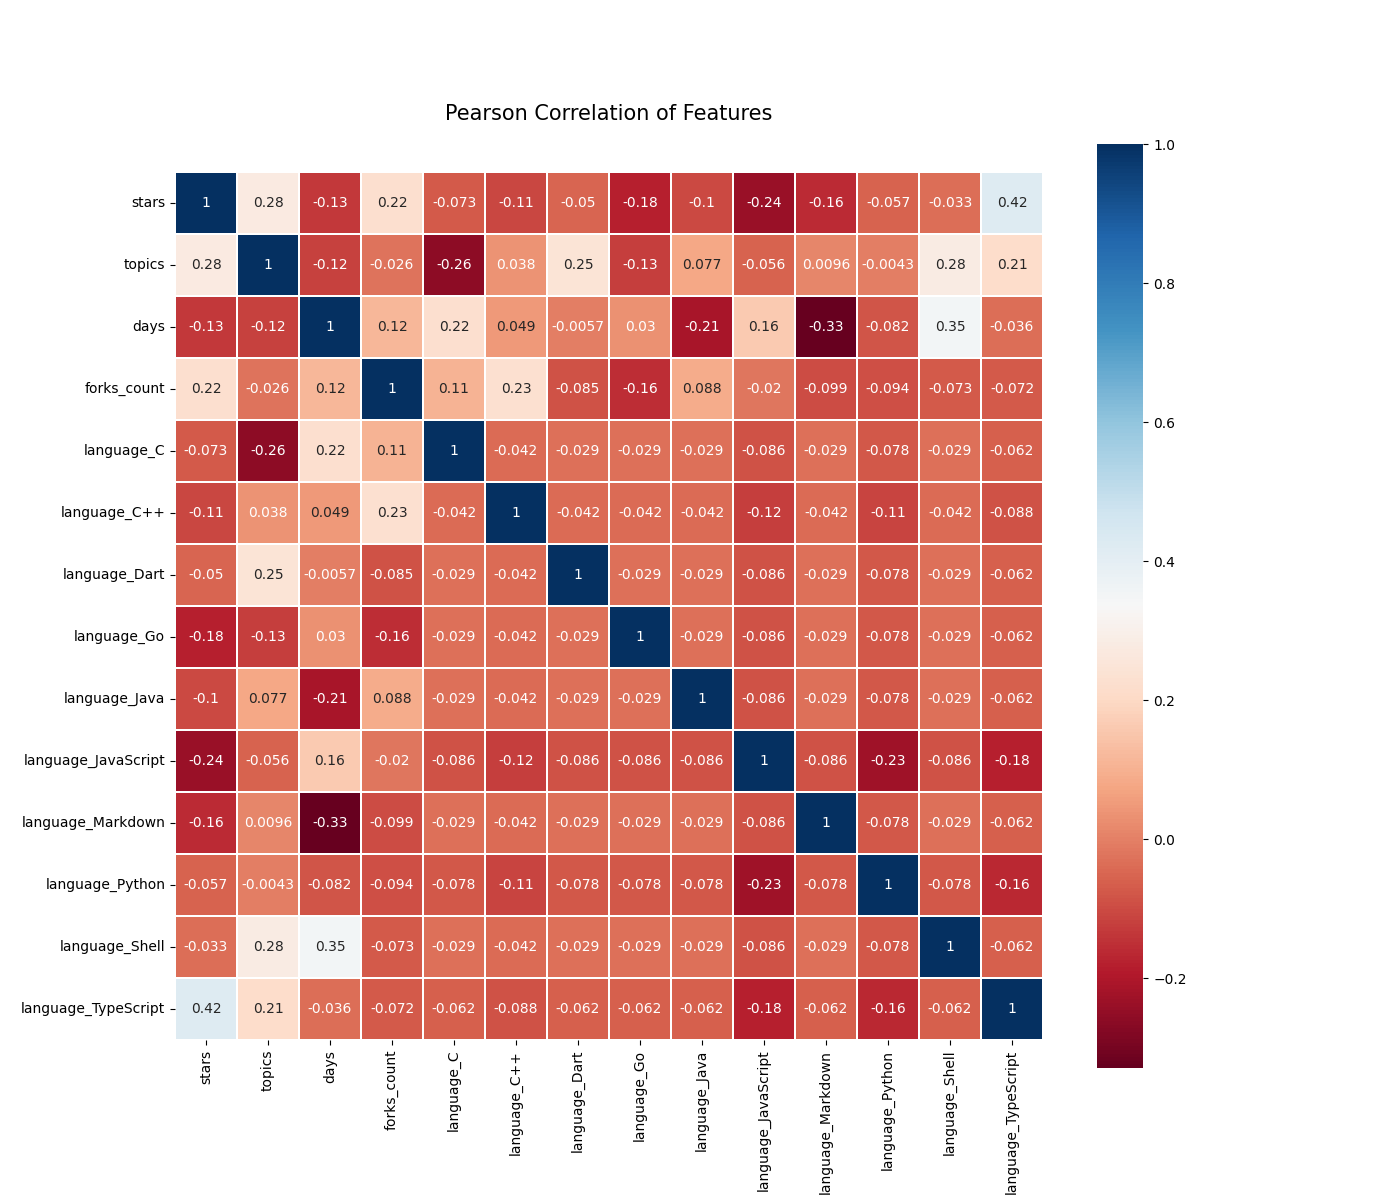 Pearson Correlation of Features
stars 1 0.28 -0.13 0.22 -0.073 -0.11 -0.05 -0.18 -0.1 -0.24 -0.16 -0.057 -0.033 0.42
topics 0.28 1 -0.12 -0.026 -0.26 0.038 0.25 -0.13 0.077 -0.056 0.0096 -0.0043 0.28 0.21
days -0.13 -0.12 1 0.12 0.22 0.049 -0.0057 0.03 -0.21 0.16 -0.33 -0.082 0.35 -0.036
forks_count 0.22 -0.026 0.12 1 0.11 0.23 -0.085 -0.16 0.088 -0.02 -0.099 -0.094 -0.073 -0.072
language_C -0.073 -0.26 0.22 0.11 1 -0.042 -0.029 -0.029 -0.029 -0.086 -0.029 -0.078 -0.029 -0.062
language_C++ -0.11 0.038 0.049 0.23 -0.042 1 -0.042 -0.042 -0.042 -0.12 -0.042 -0.11 -0.042 -0.088
language_Dart -0.05 0.25 -0.0057 -0.085 -0.029 -0.042 1 -0.029 -0.029 -0.086 -0.029 -0.078 -0.029 -0.062
language_Go -0.18 -0.13 0.03 -0.16 -0.029 -0.042 -0.029 1 -0.029 -0.086 -0.029 -0.078 -0.029 -0.062
language_Java -0.1 0.077 -0.21 0.088 -0.029 -0.042 -0.029 -0.029 1 -0.086 -0.029 -0.078 -0.029 -0.062
language_JavaScript -0.24 -0.056 0.16 -0.02 -0.086 -0.12 -0.086 -0.086 -0.086 1 -0.086 -0.23 -0.086 -0.18
language_Markdown -0.16 0.0096 -0.33 -0.099 -0.029 -0.042 -0.029 -0.029 -0.029 -0.086 1 -0.078 -0.029 -0.062
language_Python -0.057 -0.0043 -0.082 -0.094 -0.078 -0.11 -0.078 -0.078 -0.078 -0.23 -0.078 1 -0.078 -0.16
language_Shell -0.033 0.28 0.35 -0.073 -0.029 -0.042 -0.029 -0.029 -0.029 -0.086 -0.029 -0.078 1 -0.062
language_TypeScript 0.42 0.21 -0.036 -0.072 -0.062 -0.088 -0.062 -0.062 -0.062 -0.18 -0.062 -0.16 -0.062 1
stars
topics
days
forks_count
language_C
language_C++
language_Dart
language_Go
language_Java
language_JavaScript
language_Markdown
language_Python
language_Shell
language_TypeScript
1.0
0.8
0.6
0.4
0.2
0.0
−0.2